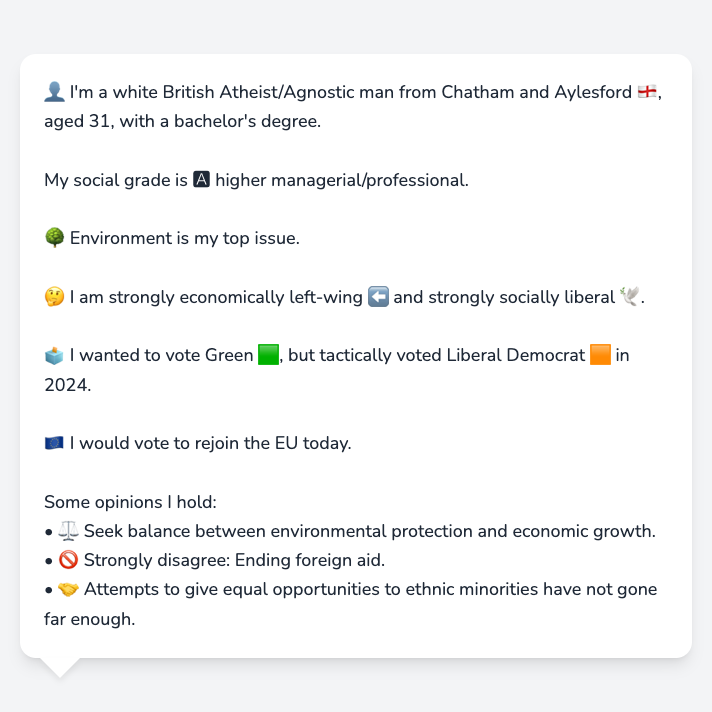 👤 I'm a white British Atheist/Agnostic man from Chatham and Aylesford 🏴󠁧󠁢󠁥󠁮󠁧󠁿,
aged 31, with a bachelor's degree.
My social grade is 🅰 higher managerial/professional.
🌳 Environment is my top issue.
🤔 I am strongly economically left-wing ⬅️ and strongly socially liberal 🕊️.
🗳️ I wanted to vote Green 🟩, but tactically voted Liberal Democrat 🟧 in
2024.
🇪🇺 I would vote to rejoin the EU today.
Some opinions I hold:
• ⚖️ Seek balance between environmental protection and economic growth.
• 🚫 Strongly disagree: Ending foreign aid.
• 🤝 Attempts to give equal opportunities to ethnic minorities have not gone
far enough.